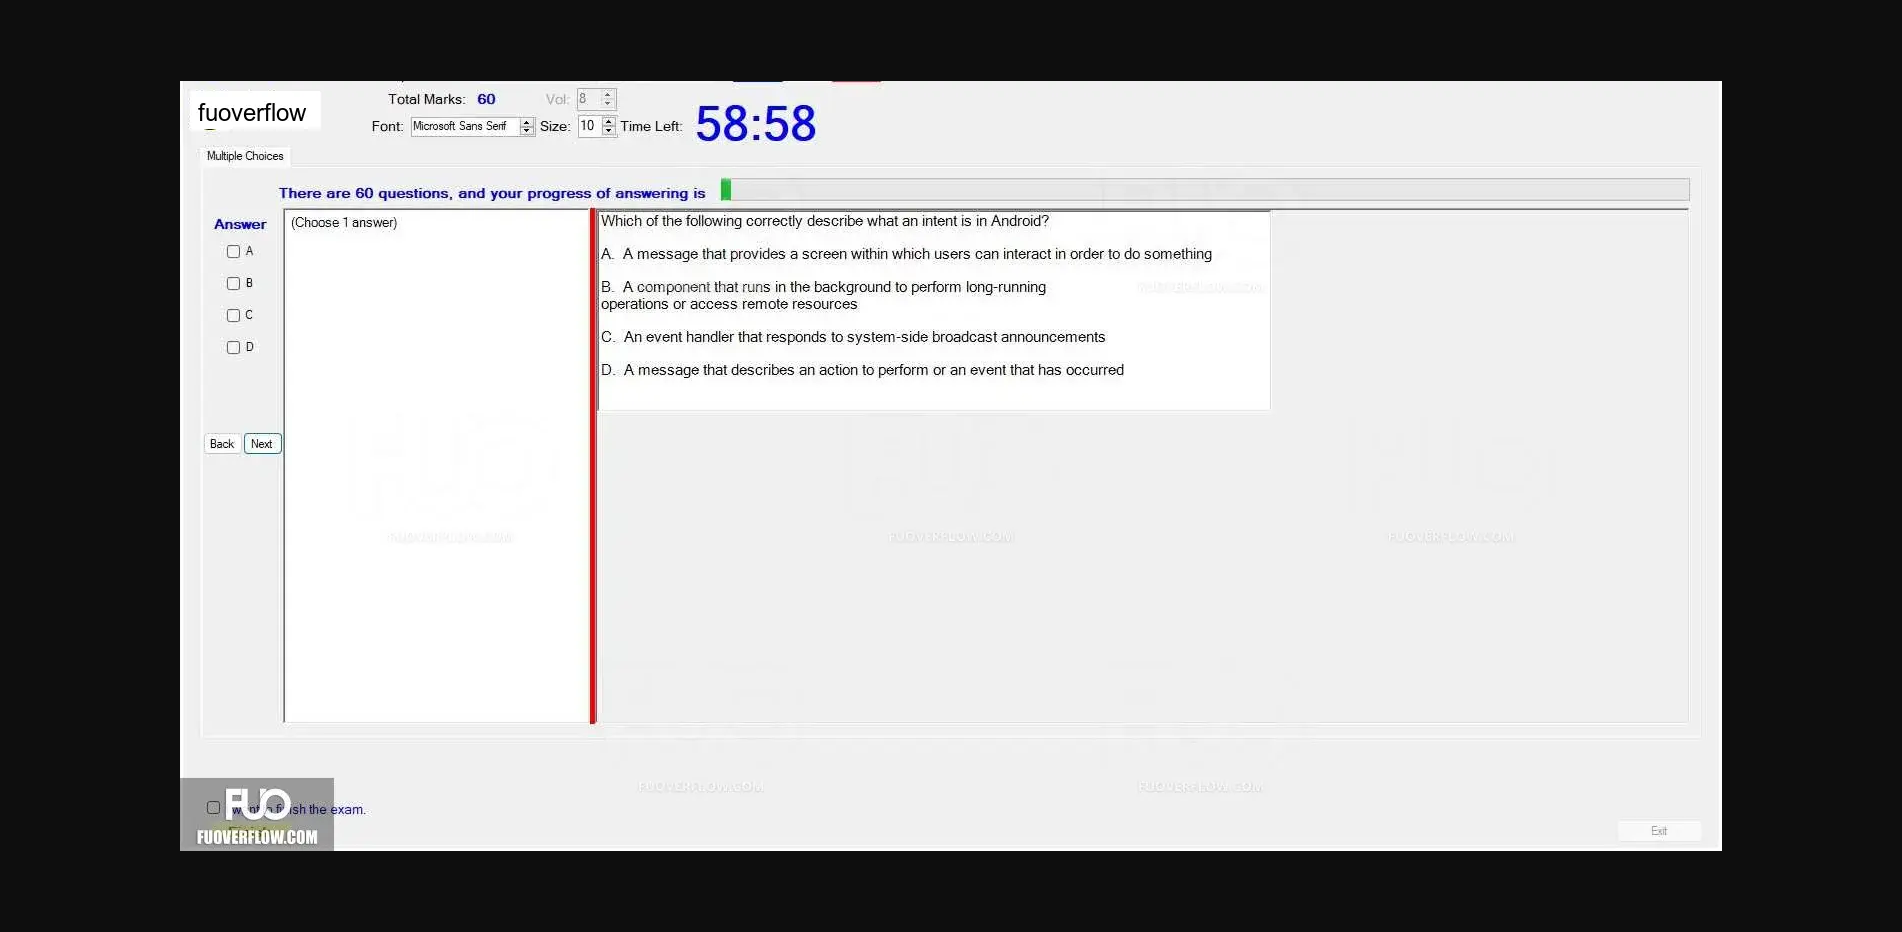 fuoverflow
Total Marks: 60 Vol: 8
Font: Microsoft Sans Serif Size: 10 Time Left: 58:58
Multiple Choices
There are 60 questions, and your progress of answering is
Answer
A
B
C
D
Back Next
(Choose 1 answer)
Which of the following correctly describe what an intent is in Android?
A. A message that provides a screen within which users can interact in order to do something
B. A component that runs in the background to perform long-running
operations or access remote resources
C. An event handler that responds to system-side broadcast announcements
D. A message that describes an action to perform or an event that has occurred
FUOVERFLOW.COM
FUOVERFLOW.COM FUOVERFLOW.COM FUOVERFLOW.COM
FUOVERFLOW.COM FUOVERFLOW.COM
want to finish the exam.
FUO
FUOVERFLOW.COM
Exit